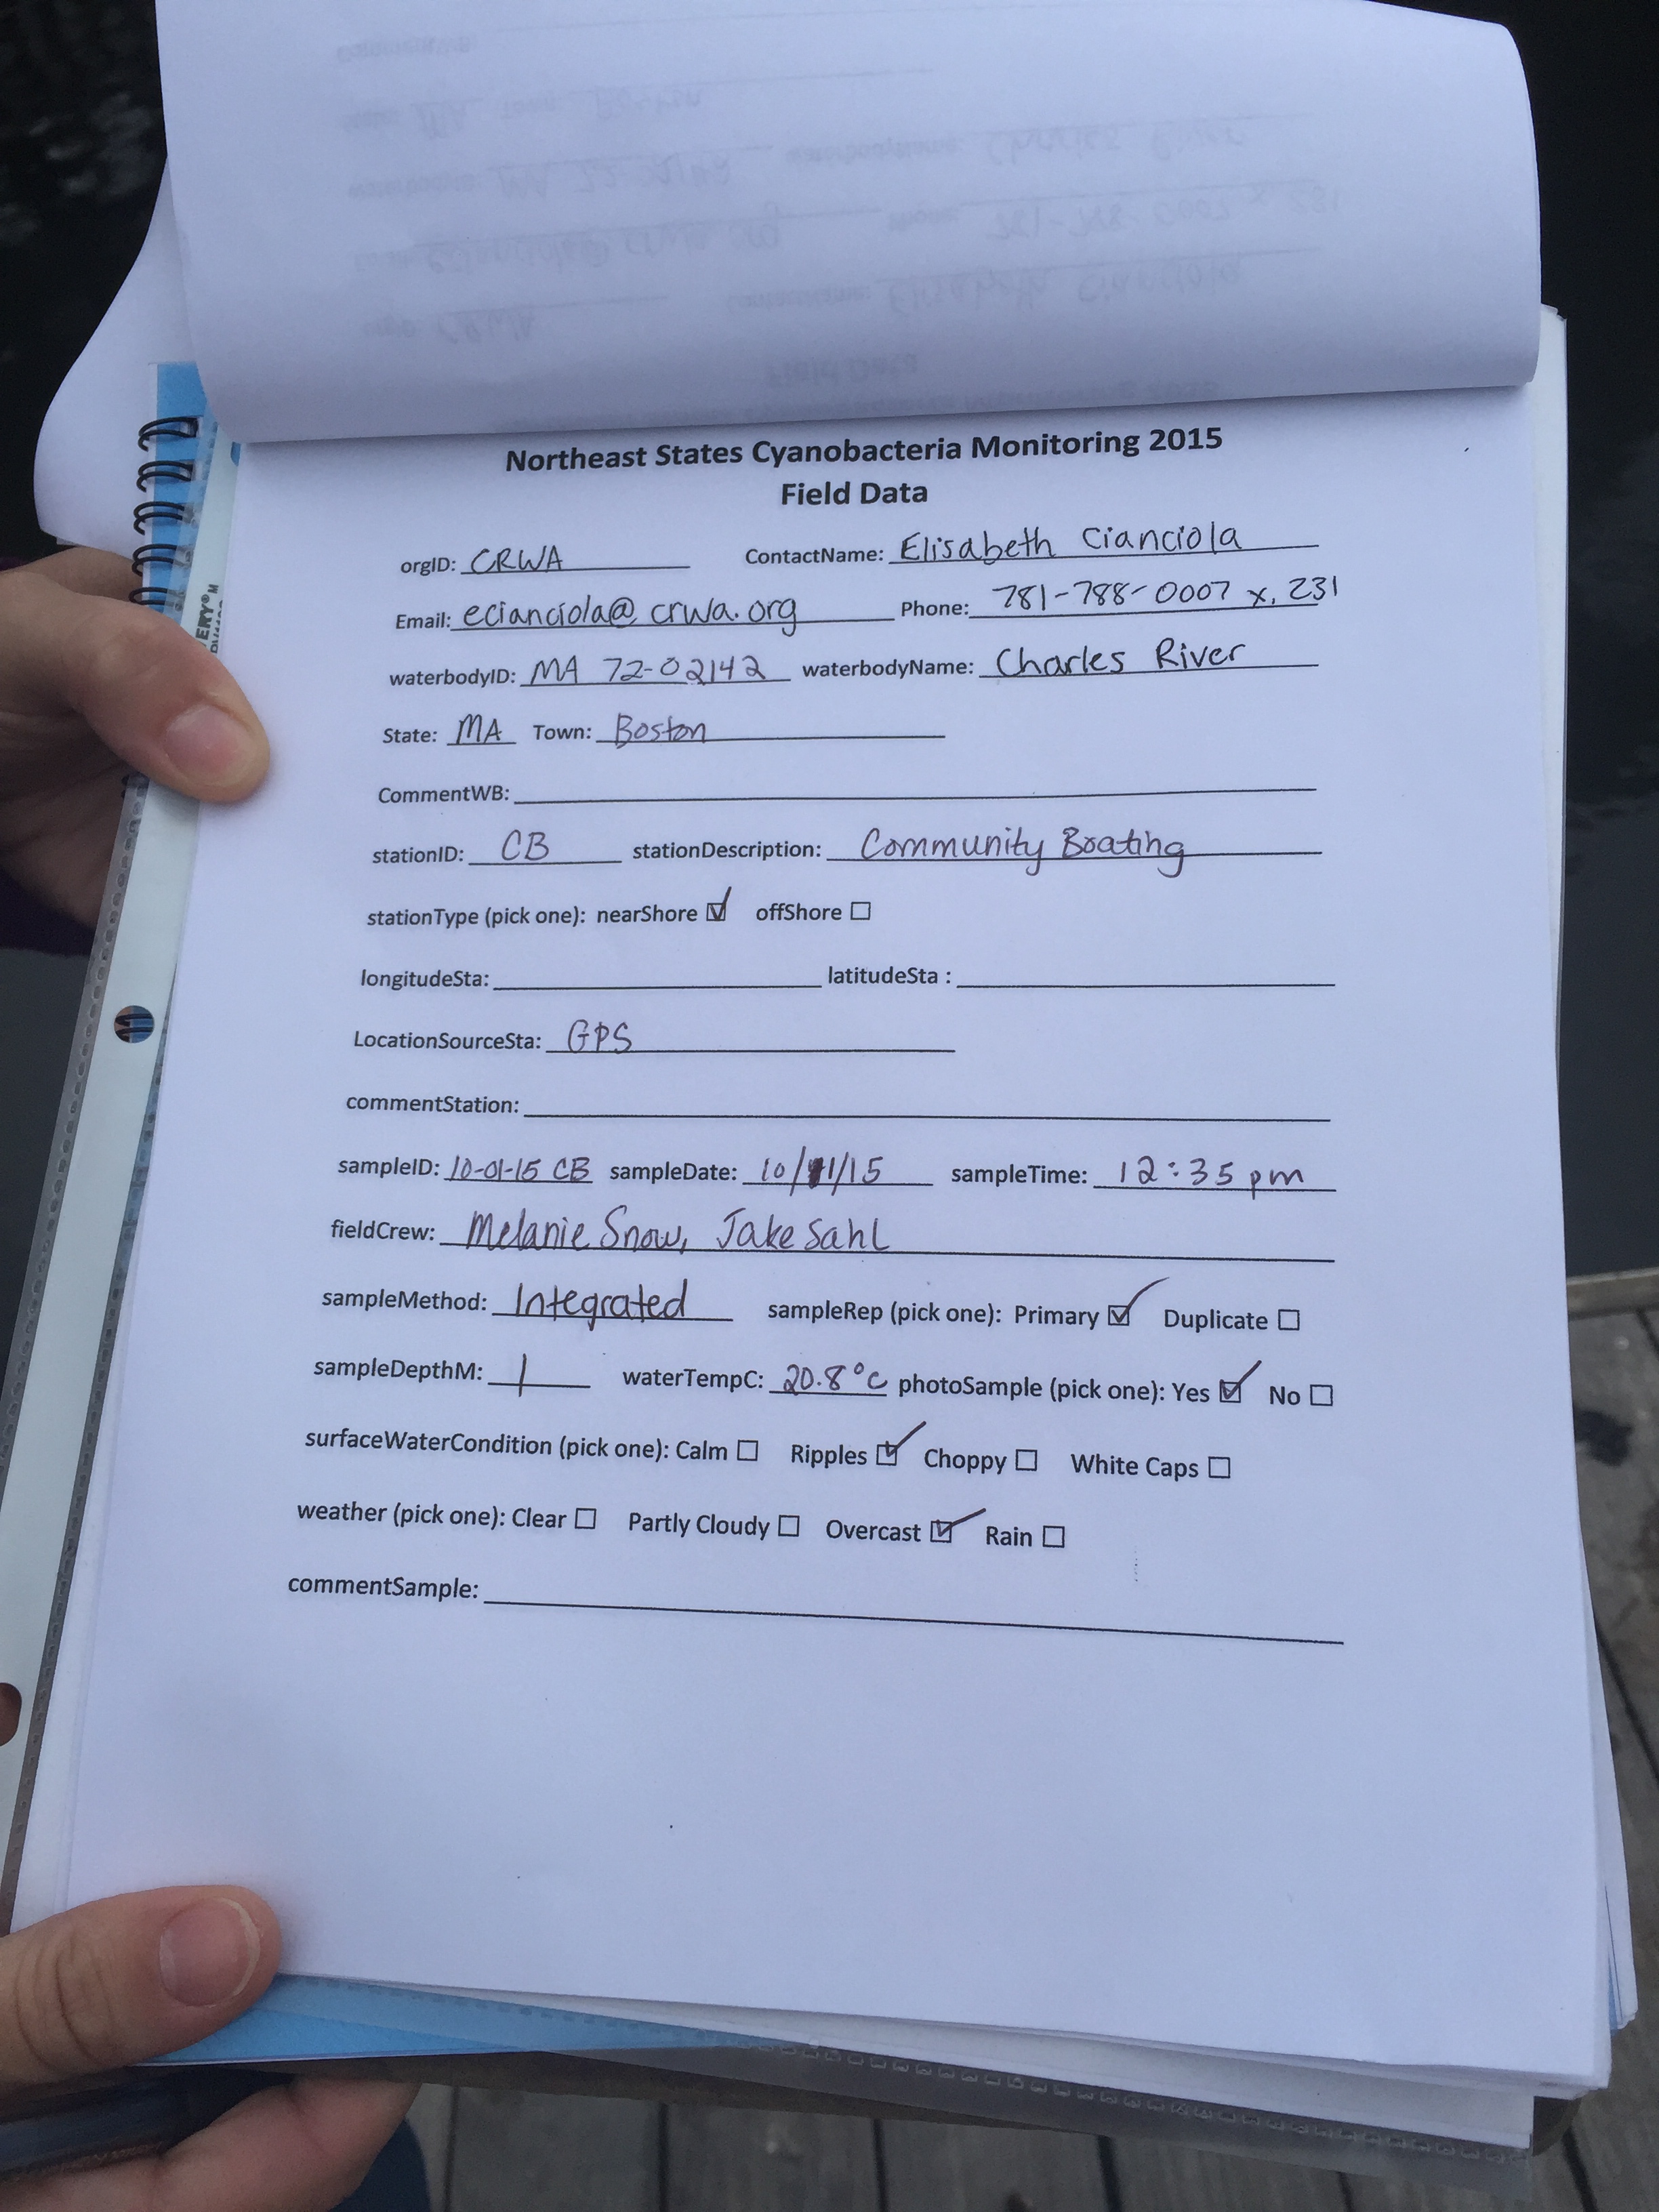 Northeast States Cyanobacteria Monitoring 2015
Field Data
orgID: CRWA ContactName: Elisabeth Cianciola
Email: ecianciola@crwa.org Phone: 781-788-0007 x. 231
waterbodyID: MA 72-02142 waterbodyName: Charles River
State: MA Town: Boston
CommentWB:
stationID: CB stationDescription: Community Boating
stationType (pick one): nearShore ☑ offShore ☐
longitudeSta: latitudeSta :
LocationSourceSta: GPS
commentStation:
sampleID: 10-01-15 CB sampleDate: 10/1/15 sampleTime: 12:35 pm
fieldCrew: Melanie Snow, Jake Sahl
sampleMethod: Integrated sampleRep (pick one): Primary ☑ Duplicate ☐
sampleDepthM: 1 waterTempC: 20.8°C photoSample (pick one): Yes ☑ No ☐
surfaceWaterCondition (pick one): Calm ☐ Ripples ☑ Choppy ☐ White Caps ☐
weather (pick one): Clear ☐ Partly Cloudy ☐ Overcast ☑ Rain ☐
commentSample: